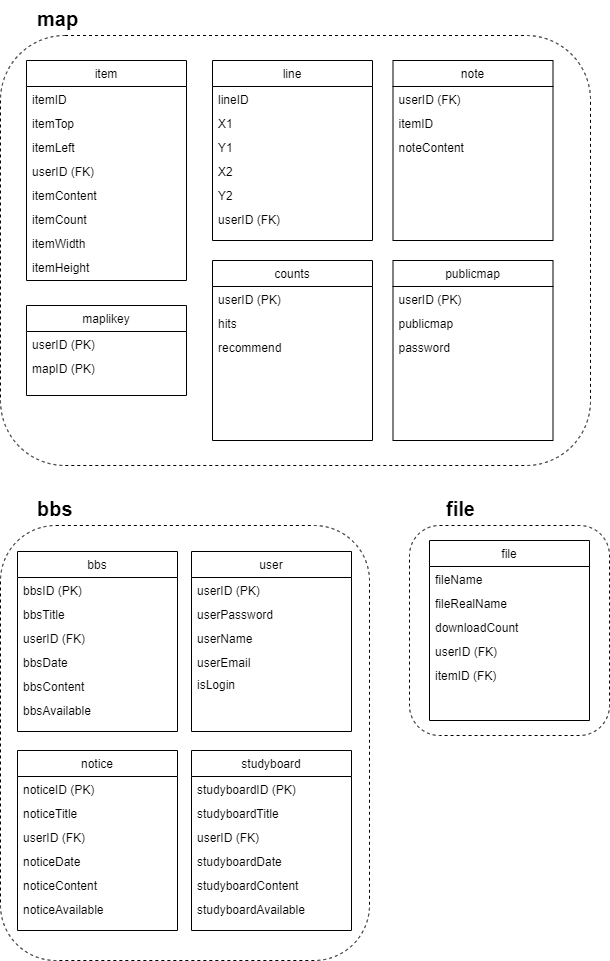 map
item
itemID
itemTop
itemLeft
userID (FK)
itemContent
itemCount
itemWidth
itemHeight
line
lineID
X1
Y1
X2
Y2
userID (FK)
note
userID (FK)
itemID
noteContent
maplikey
userID (PK)
mapID (PK)
counts
userID (PK)
hits
recommend
publicmap
userID (PK)
publicmap
password
bbs
bbs
bbsID (PK)
bbsTitle
userID (FK)
bbsDate
bbsContent
bbsAvailable
user
userID (PK)
userPassword
userName
userEmail
isLogin
notice
noticeID (PK)
noticeTitle
userID (FK)
noticeDate
noticeContent
noticeAvailable
studyboard
studyboardID (PK)
studyboardTitle
userID (FK)
studyboardDate
studyboardContent
studyboardAvailable
file
file
fileName
fileRealName
downloadCount
userID (FK)
itemID (FK)